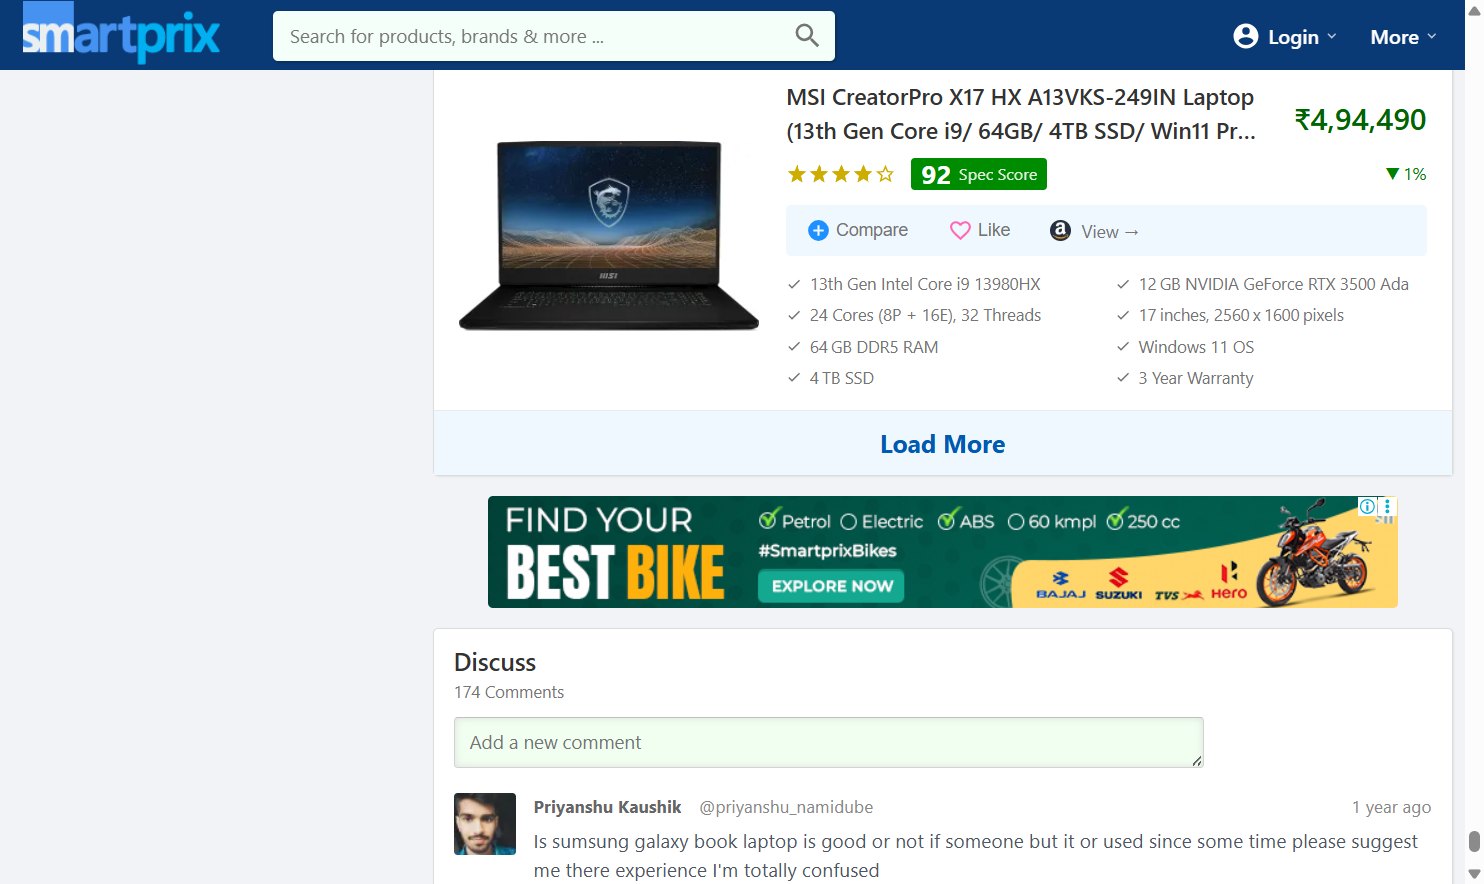 smartprix
Search for products, brands & more ...
Login
More
MSI CreatorPro X17 HX A13VKS-249IN Laptop
(13th Gen Core i9/ 64GB/ 4TB SSD/ Win11 Pr...
₹4,94,490
92 Spec Score
▼1%
Compare
Like
a View →
13th Gen Intel Core i9 13980HX
12 GB NVIDIA GeForce RTX 3500 Ada
24 Cores (8P + 16E), 32 Threads
17 inches, 2560 x 1600 pixels
64 GB DDR5 RAM
Windows 11 OS
4 TB SSD
3 Year Warranty
msi
Load More
FIND YOUR
BEST BIKE
Petrol Electric ABS 60 kmpl 250 cc
#SmartprixBikes
EXPLORE NOW
BAJAJ SUZUKI TVS Hero
Discuss
174 Comments
Add a new comment
Priyanshu Kaushik @priyanshu_namidube 1 year ago
Is sumsung galaxy book laptop is good or not if someone but it or used since some time please suggest
me there experience I'm totally confused